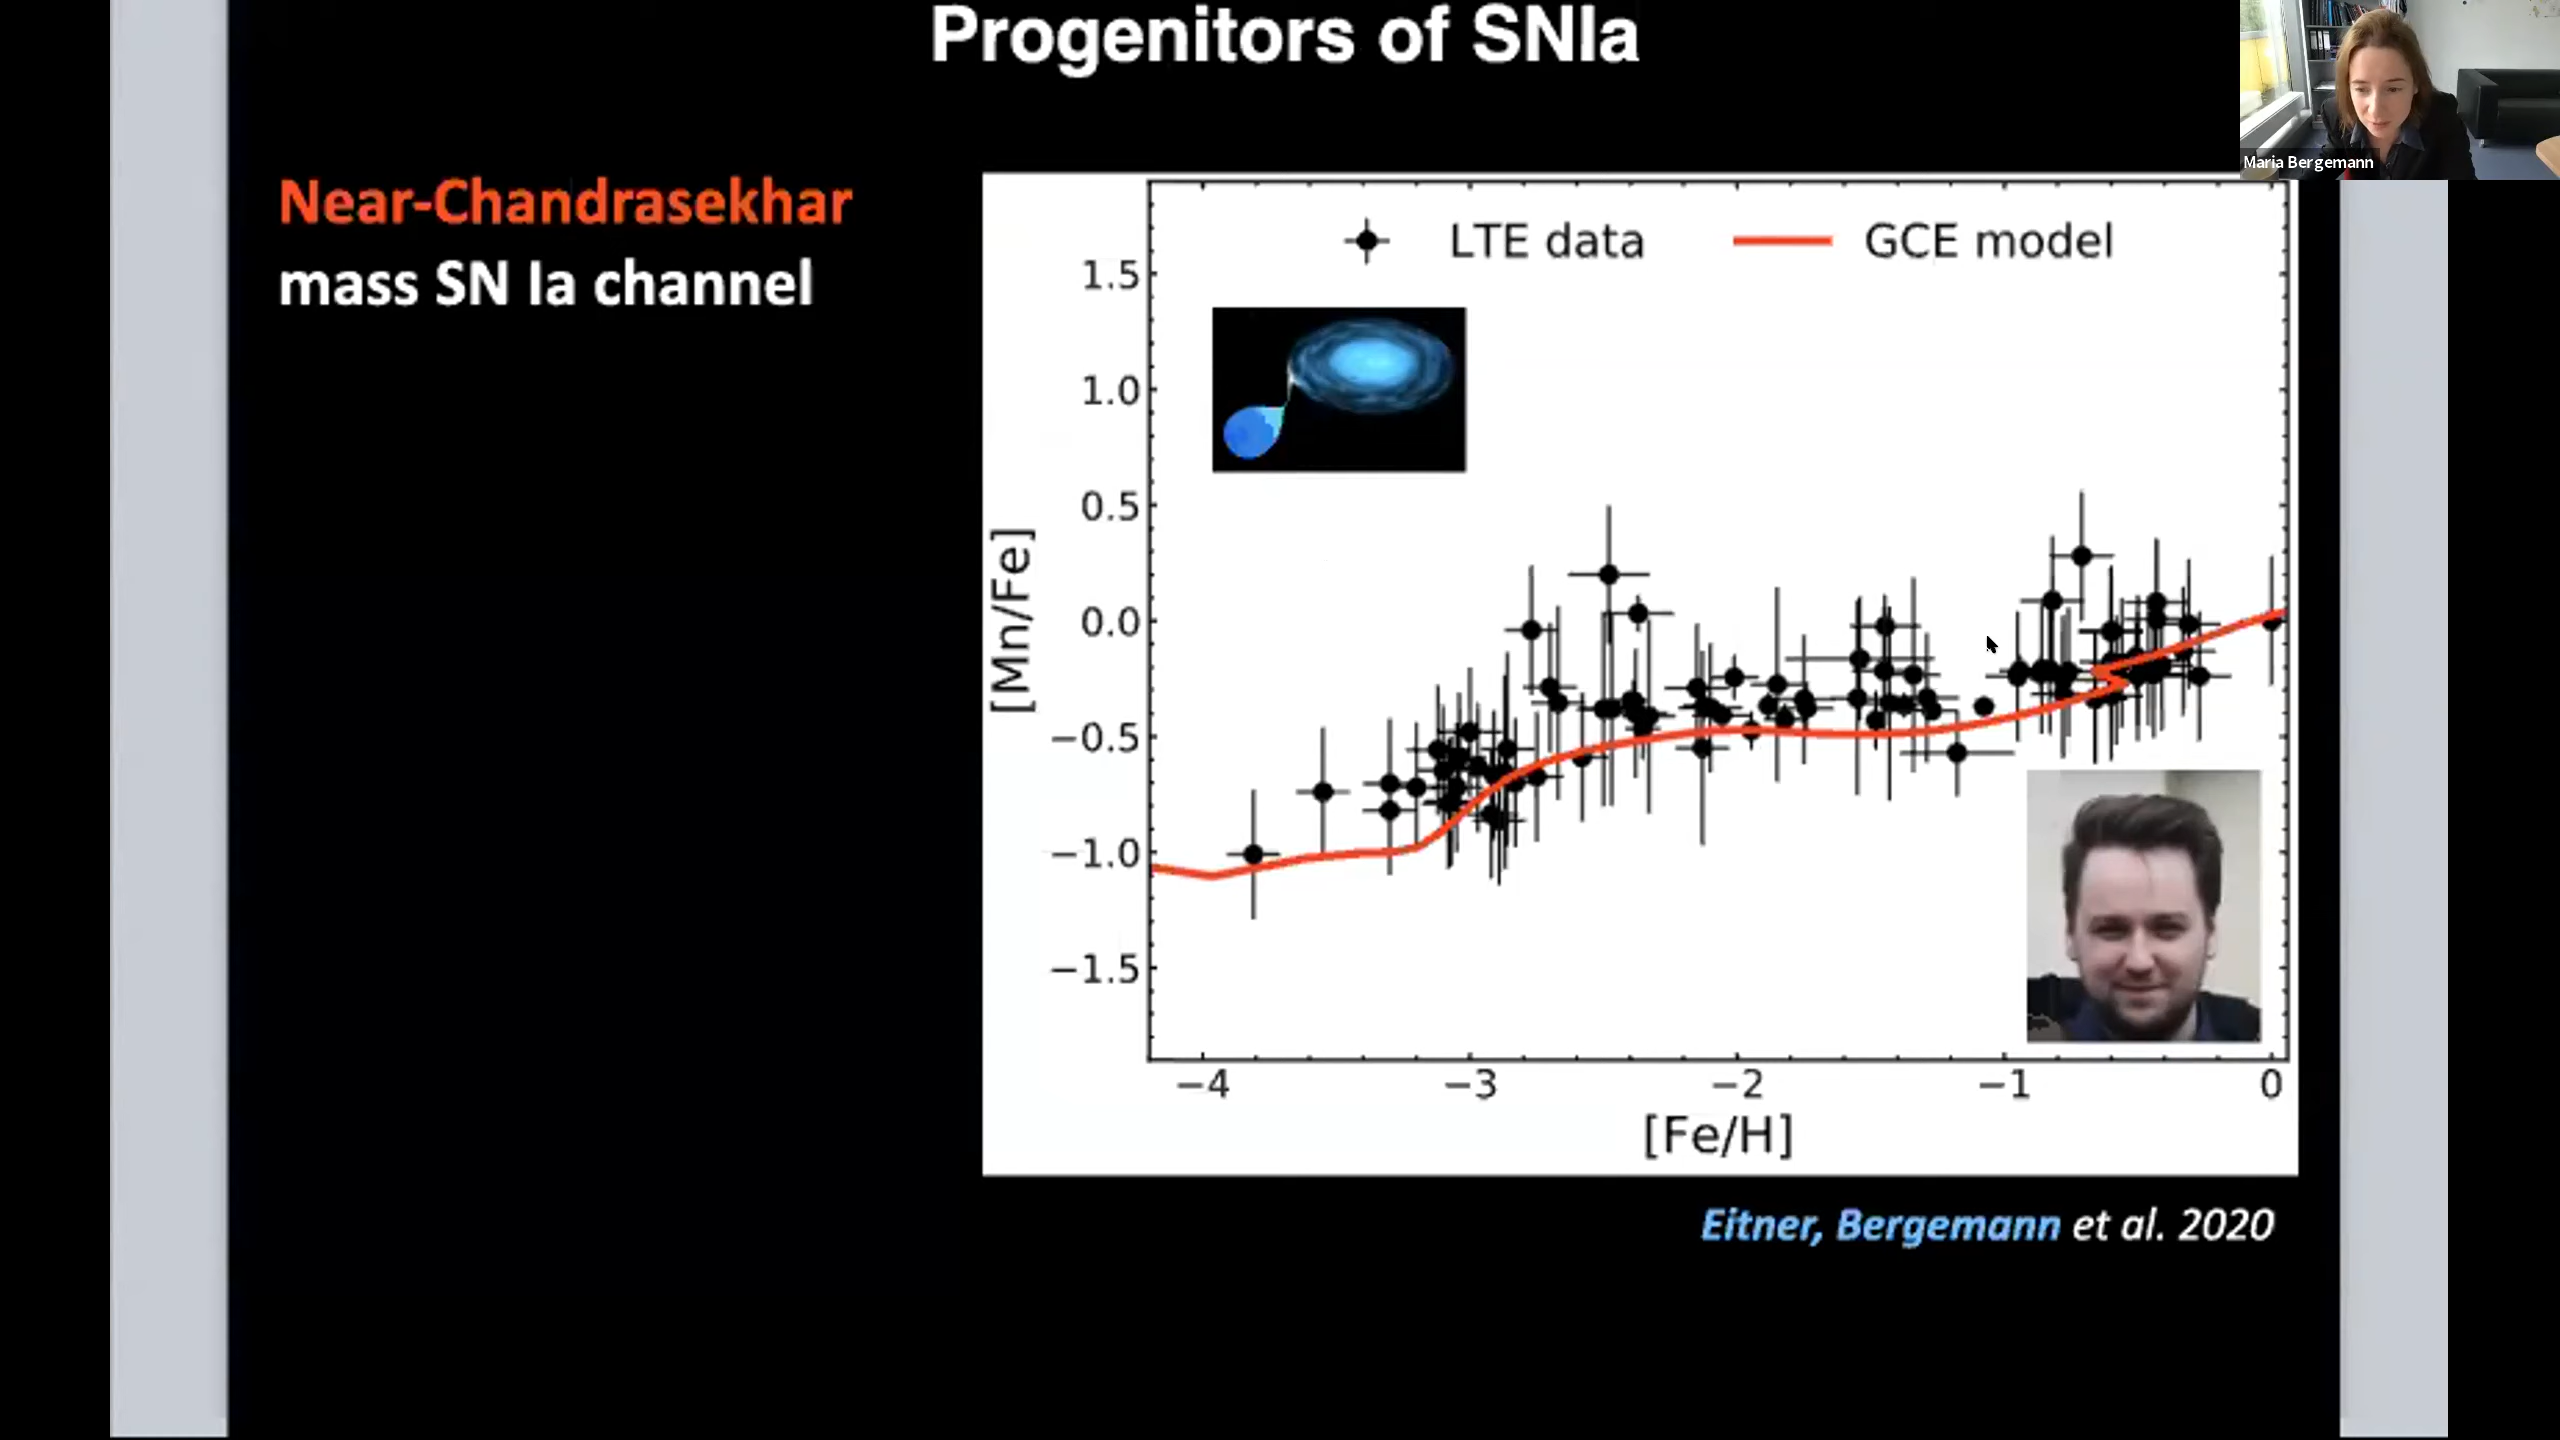 Progenitors of SNIa
Maria Bergemann
Near-Chandrasekhar
mass SN Ia channel
LTE data
GCE model
1.5
1.0
0.5
0.0
−0.5
−1.0
−1.5
[Mn/Fe]
−4 −3 −2 −1 0
[Fe/H]
Eitner, Bergemann et al. 2020